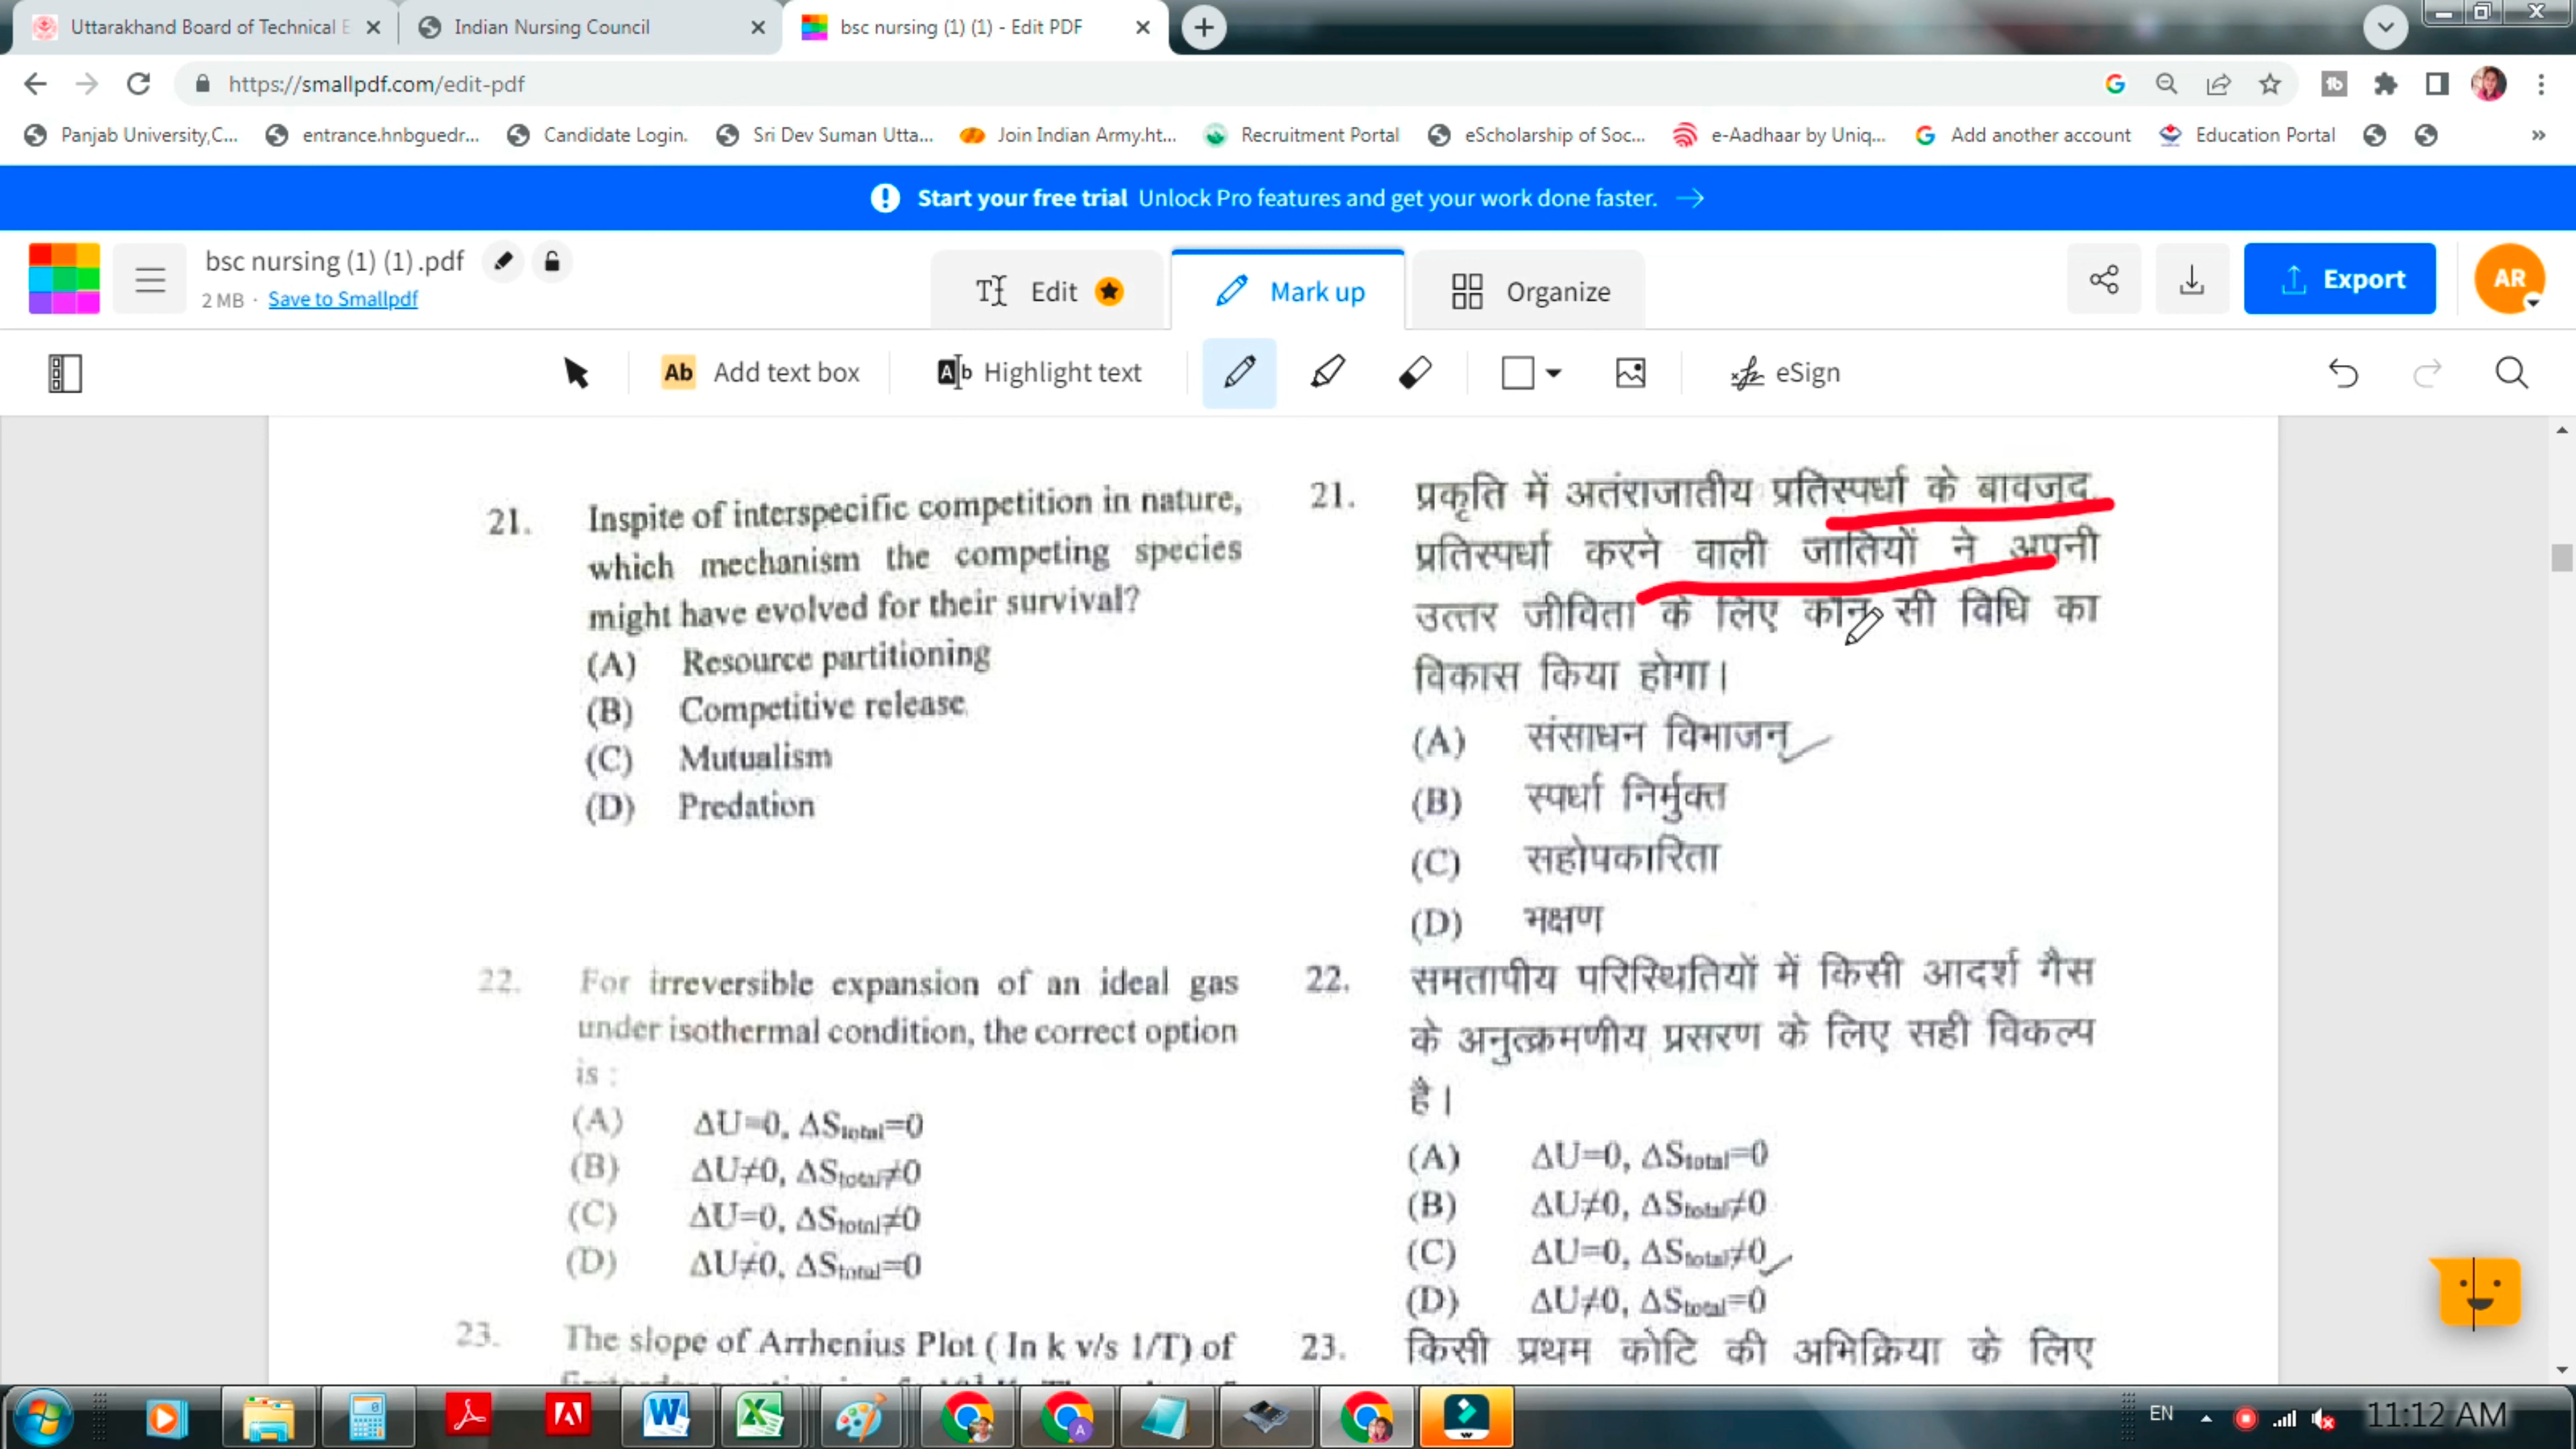 Uttarakhand Board of Technical E
Indian Nursing Council
bsc nursing (1) (1) - Edit PDF
https://smallpdf.com/edit-pdf
Panjab University,C...
entrance.hnbguedr...
Candidate Login.
Sri Dev Suman Utta...
Join Indian Army.ht...
Recruitment Portal
eScholarship of Soc...
e-Aadhaar by Uniq...
Add another account
Education Portal
Start your free trial Unlock Pro features and get your work done faster.
bsc nursing (1) (1) .pdf
2 MB · Save to Smallpdf
Edit
Mark up
Organize
Export
AR
Ab Add text box
Highlight text
eSign
21. Inspite of interspecific competition in nature,
which mechanism the competing species
might have evolved for their survival?
(A) Resource partitioning
(B) Competitive release
(C) Mutualism
(D) Predation
22. For irreversible expansion of an ideal gas
under isothermal condition, the correct option
is :
(A) ΔU=0, ΔStotal=0
(B) ΔU≠0, ΔStotal≠0
(C) ΔU=0, ΔStotal≠0
(D) ΔU≠0, ΔStotal=0
23. The slope of Arrhenius Plot ( In k v/s 1/T) of
21. प्रकृति में अतंराजातीय प्रतिस्पर्धा के बावजूद
प्रतिस्पर्धा करने वाली जातियों ने अपनी
उत्तर जीविता के लिए कौन सी विधि का
विकास किया होगा।
(A) संसाधन विभाजन
(B) स्पर्धा निर्मुक्त
(C) सहोपकारिता
(D) भक्षण
22. समतापीय परिस्थितियों में किसी आदर्श गैस
के अनुत्क्रमणीय प्रसरण के लिए सही विकल्प
है।
(A) ΔU=0, ΔStotal=0
(B) ΔU≠0, ΔStotal≠0
(C) ΔU=0, ΔStotal≠0
(D) ΔU≠0, ΔStotal=0
23. किसी प्रथम कोटि की अभिक्रिया के लिए
EN
11:12 AM